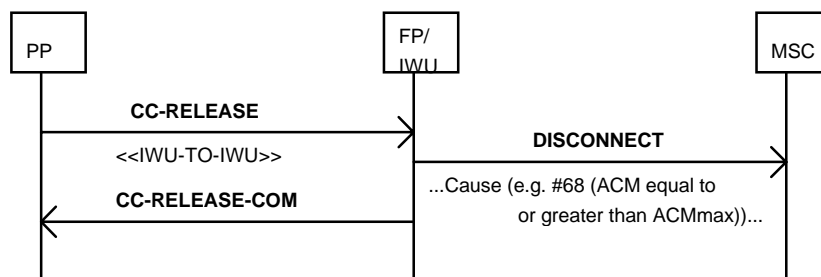 PP
FP/
IWU
MSC
CC-RELEASE
<<IWU-TO-IWU>>
DISCONNECT
CC-RELEASE-COM
...Cause (e.g. #68 (ACM equal to
or greater than ACMmax))...